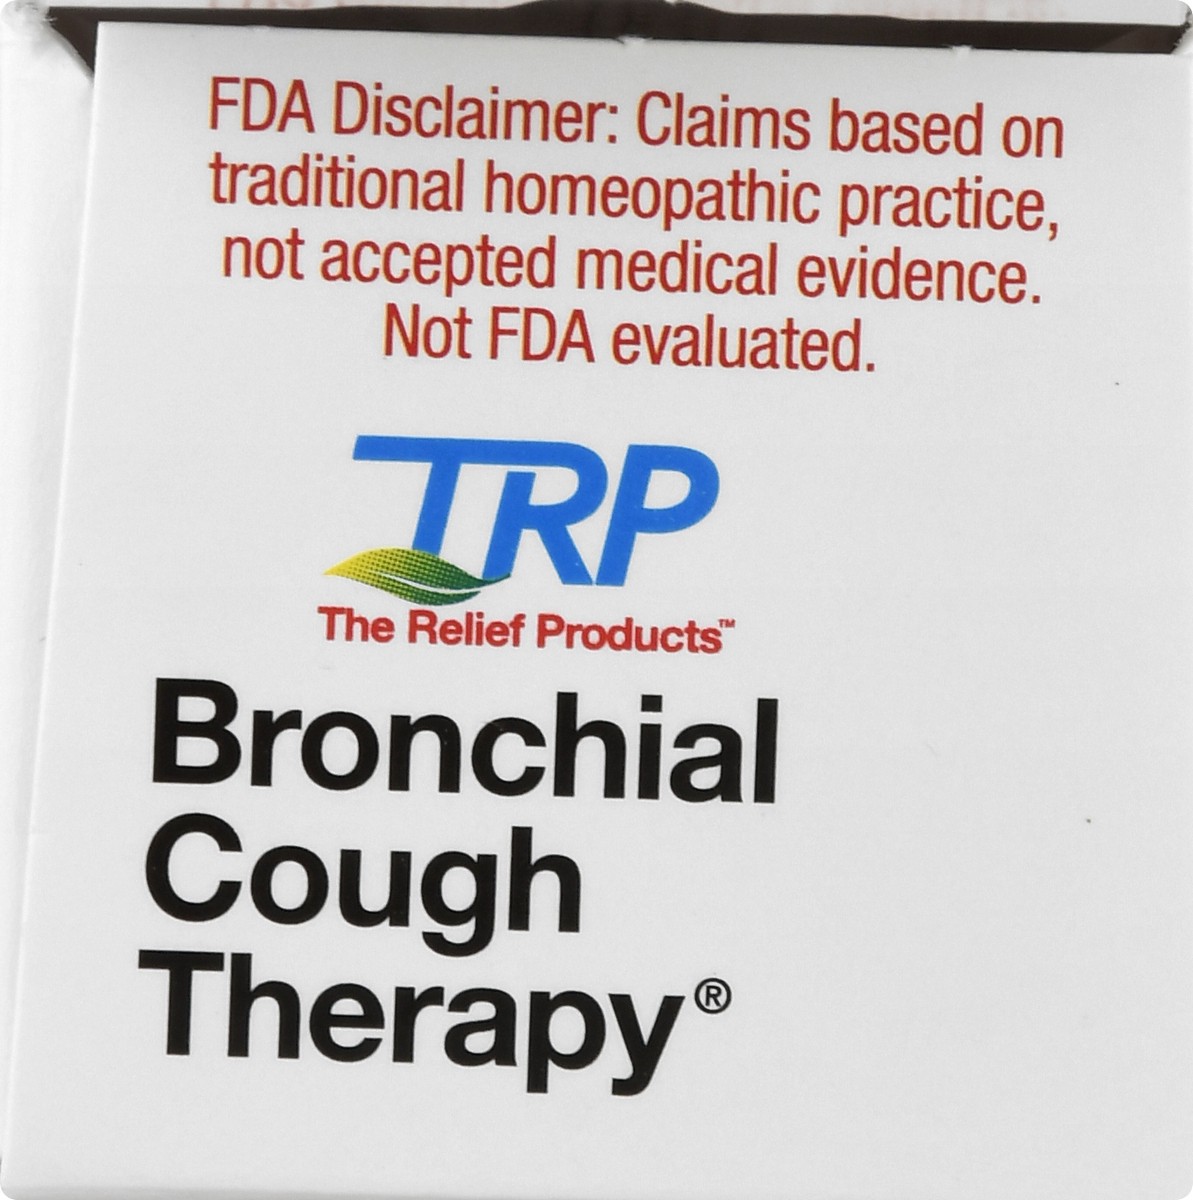 FDA Disclaimer: Claims based on
traditional homeopathic practice,
not accepted medical evidence.
Not FDA evaluated.
TRP
The Relief Products™
Bronchial
Cough
Therapy®